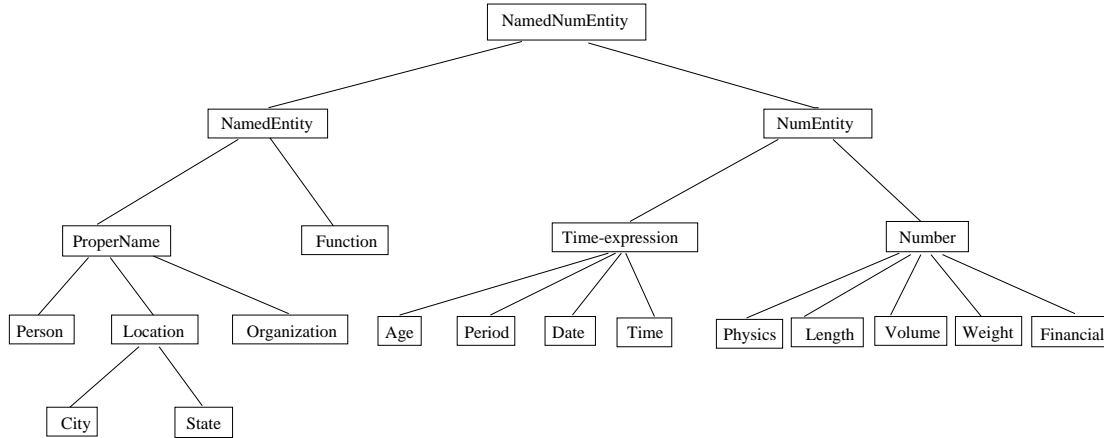 NamedNumEntity
NamedEntity
NumEntity
ProperName
Function
Time-expression
Number
Person
Location
Organization
Age
Period
Date
Time
Physics
Length
Volume
Weight
Financial
City
State